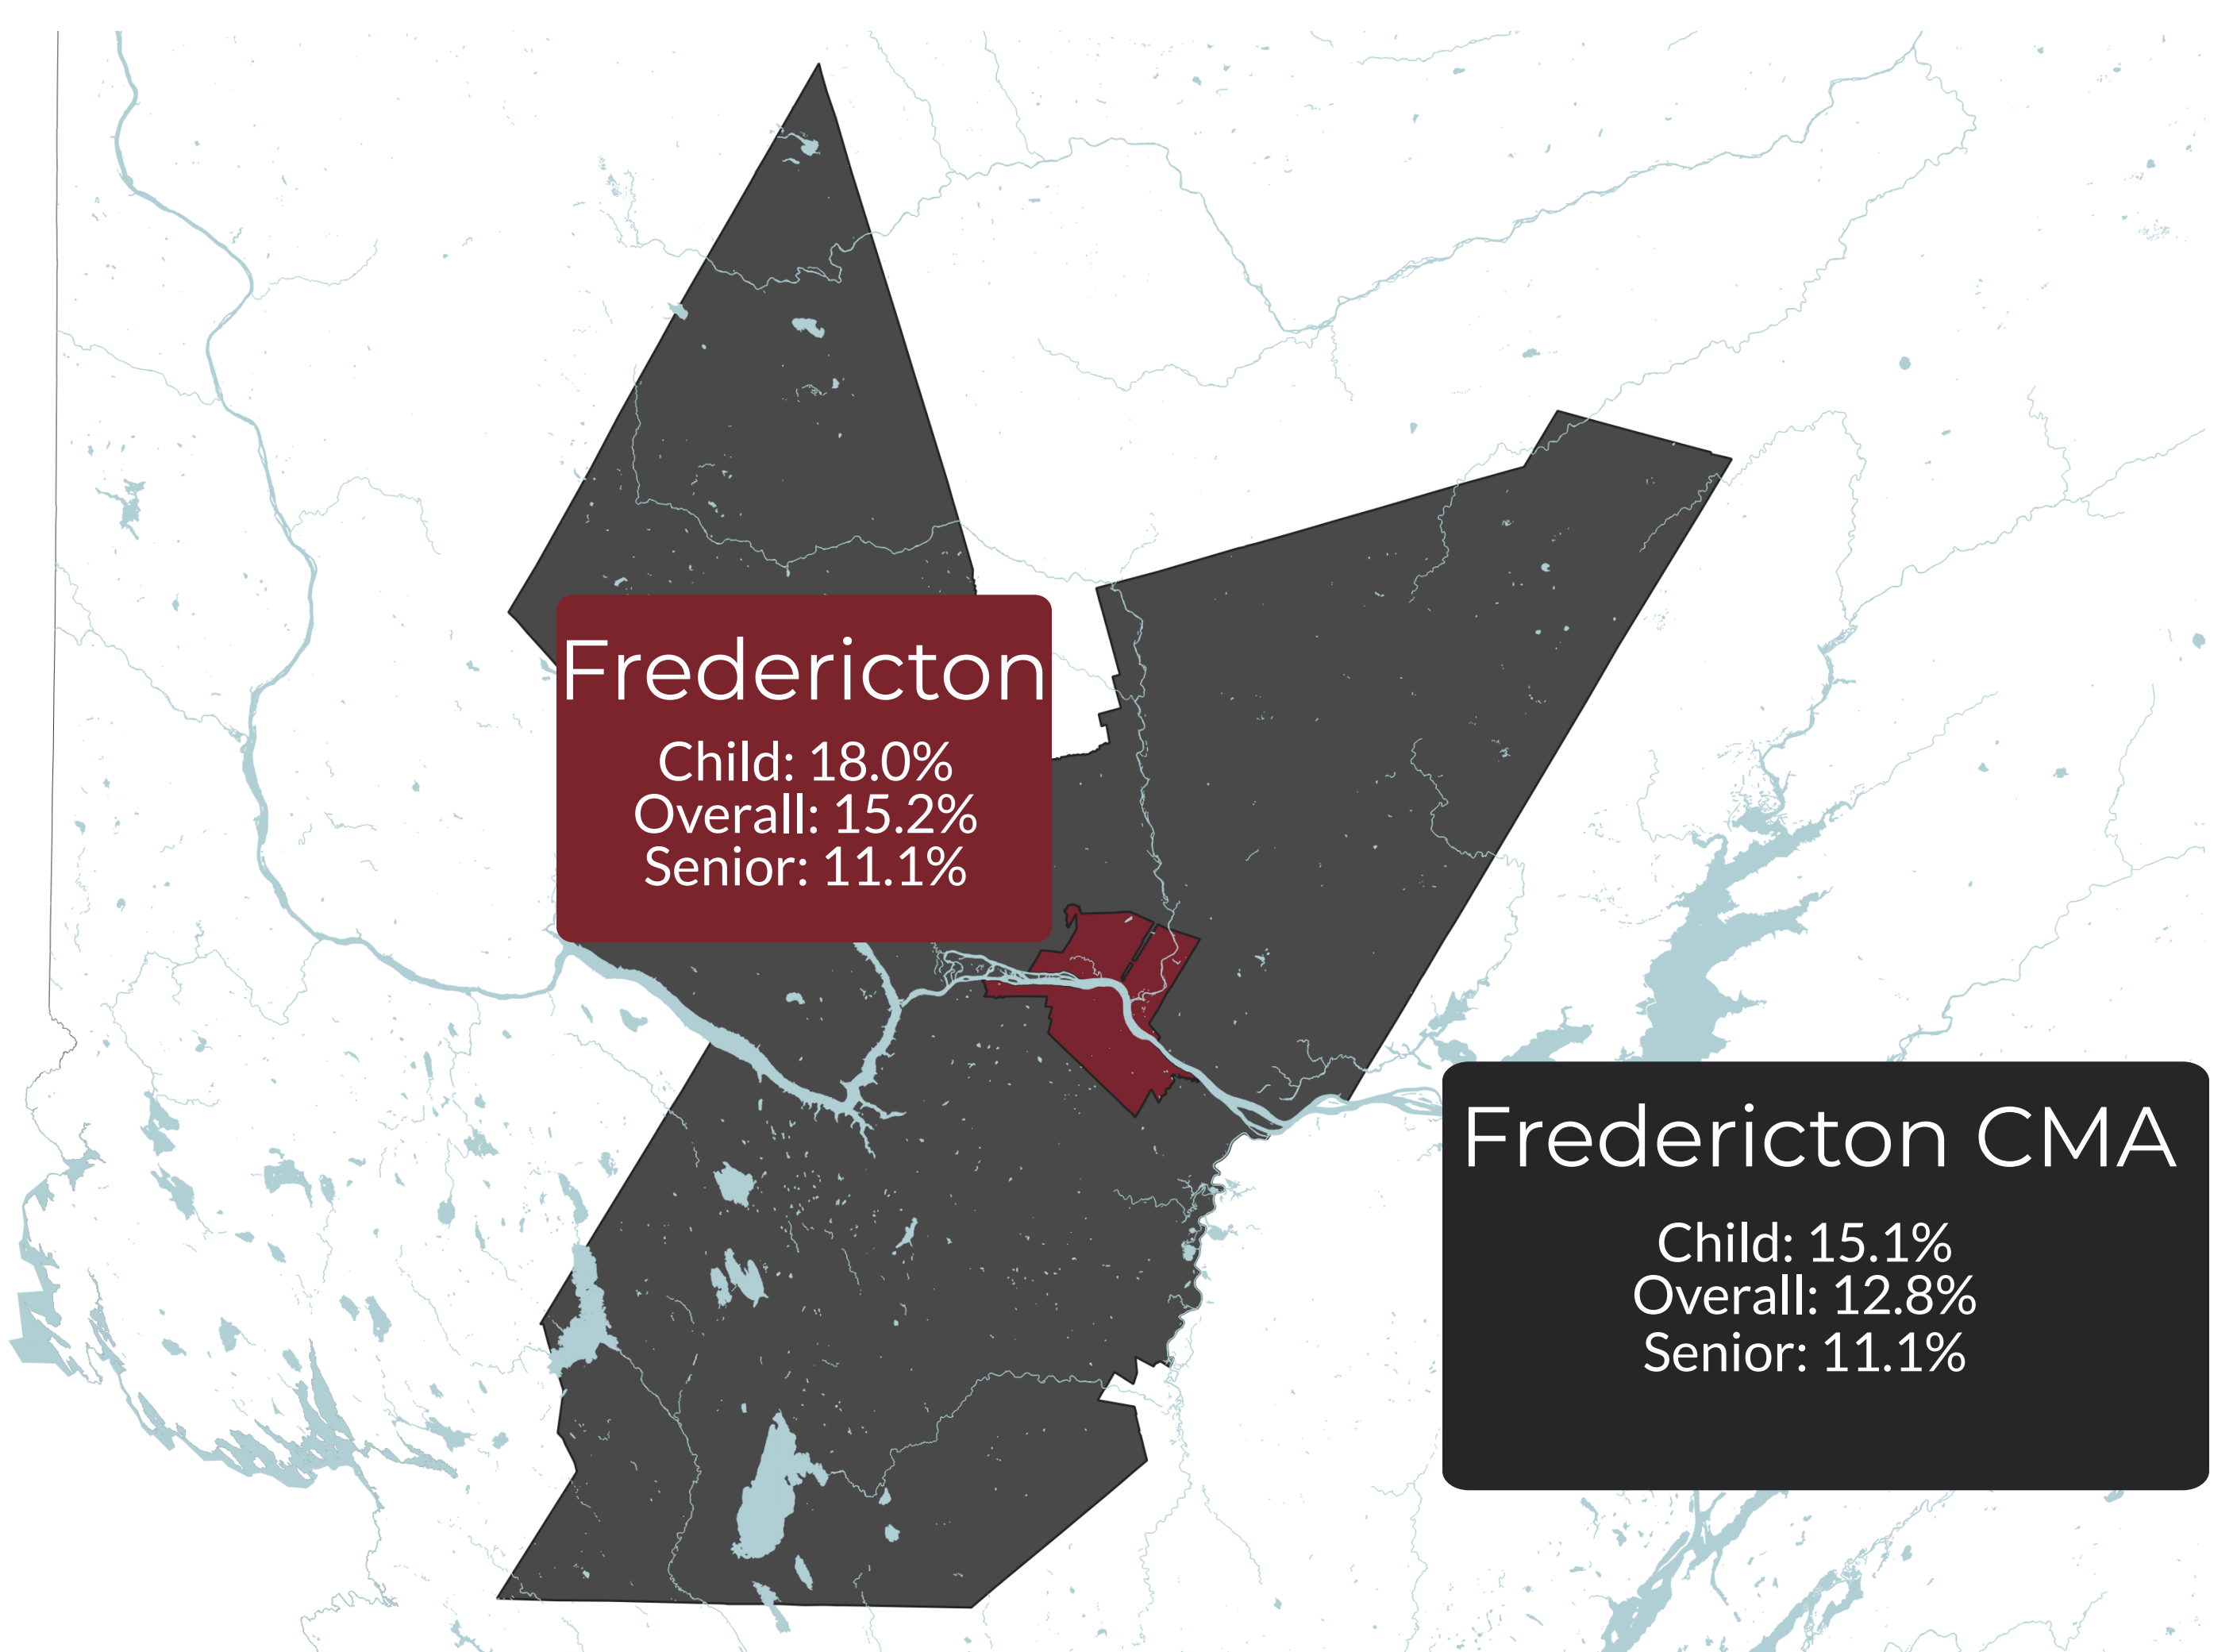 Fredericton
Child: 18.0%
Overall: 15.2%
Senior: 11.1%
Fredericton CMA
Child: 15.1%
Overall: 12.8%
Senior: 11.1%